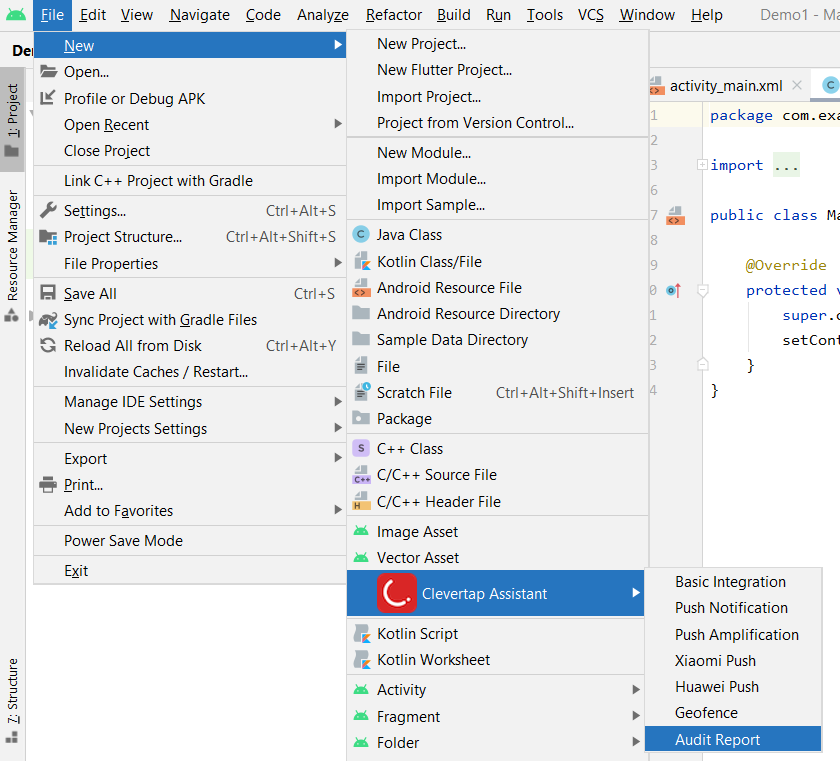 File Edit View Navigate Code Analyze Refactor Build Run Tools VCS Window Help Demo1 - Ma
De
1: Project
Resource Manager
7: Structure
New
Open...
Profile or Debug APK
Open Recent
Close Project
Link C++ Project with Gradle
Settings... Ctrl+Alt+S
Project Structure... Ctrl+Alt+Shift+S
File Properties
Save All Ctrl+S
Sync Project with Gradle Files
Reload All from Disk Ctrl+Alt+Y
Invalidate Caches / Restart...
Manage IDE Settings
New Projects Settings
Export
Print...
Add to Favorites
Power Save Mode
Exit
New Project...
New Flutter Project...
Import Project...
Project from Version Control...
New Module...
Import Module...
Import Sample...
C Java Class
Kotlin Class/File
Android Resource File
Android Resource Directory
Sample Data Directory
File
Scratch File Ctrl+Alt+Shift+Insert
Package
S C++ Class
C++ C/C++ Source File
H C/C++ Header File
Image Asset
Vector Asset
Clevertap Assistant
Kotlin Script
Kotlin Worksheet
Activity
Fragment
Folder
Basic Integration
Push Notification
Push Amplification
Xiaomi Push
Huawei Push
Geofence
Audit Report
activity_main.xml C
1 package com.exa
2
3 import ...
6
7 public class Ma
8
9 @Override
0 protected v
1 super.o
2 setCont
3 }
4 }